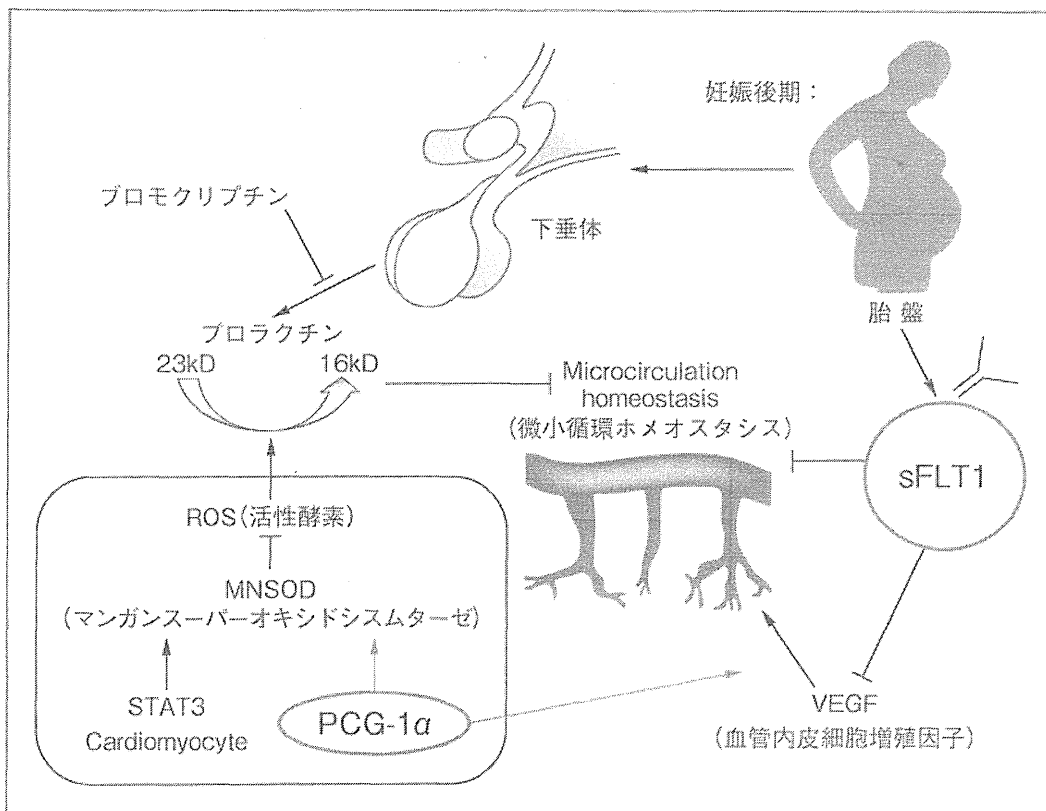 妊娠後期:
ブロモクリプチン
下垂体
胎盤
プロラクチン
23kD
16kD
Microcirculation
homeostasis
(微小循環ホメオスタシス)
sFLT1
ROS(活性酵素)
MNSOD
(マンガンスーパーオキシドシスムターゼ)
STAT3
Cardiomyocyte
PCG-1α
VEGF
(血管内皮細胞増殖因子)